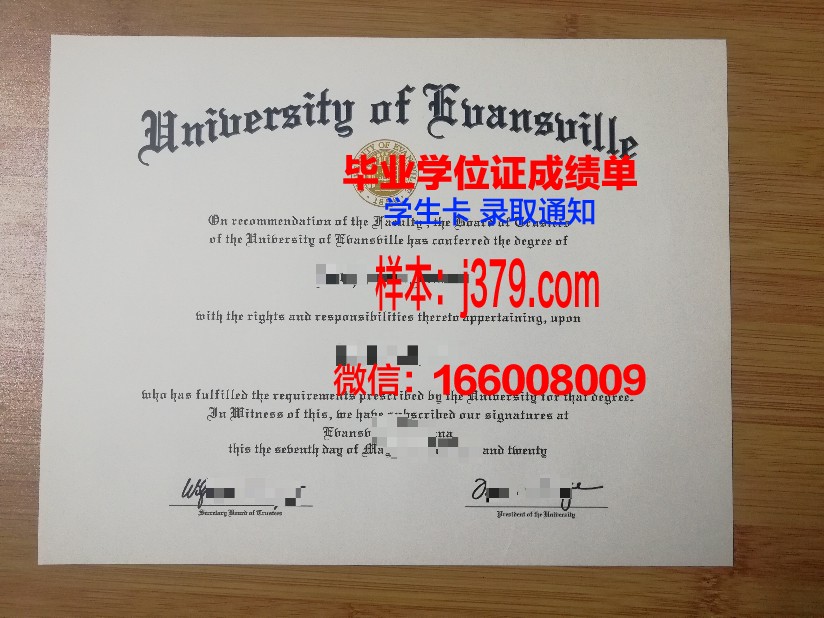 University of Evansville
毕业学位证成绩单
学生卡 录取通知
On recommendation of the Faculty, the Board of Trustees
of the University of Evansville has conferred the degree of
样本：j379.com
with the rights and responsibilities thereto appertaining, upon
微信：166008009
who has fulfilled the requirements prescribed by the University for that degree.
In Witness of this, we have subscribed our signatures at
this the seventh day of and twenty
Secretary Board of Trustees
President of the University